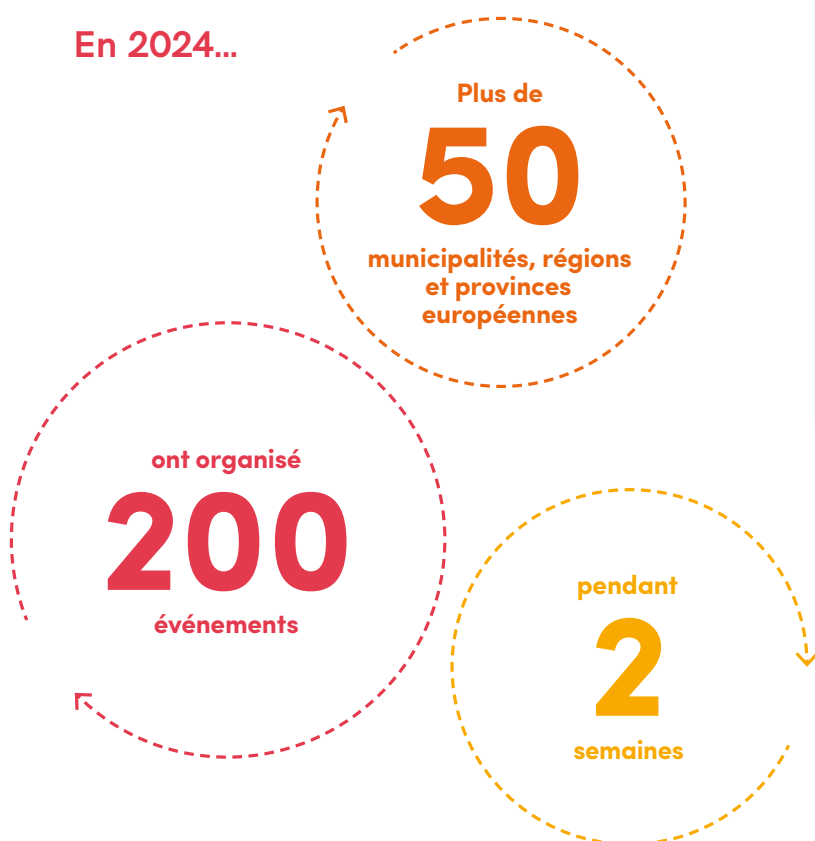 En 2024...
Plus de
50
municipalités, régions
et provinces
européennes
ont organisé
200
événements
pendant
2
semaines